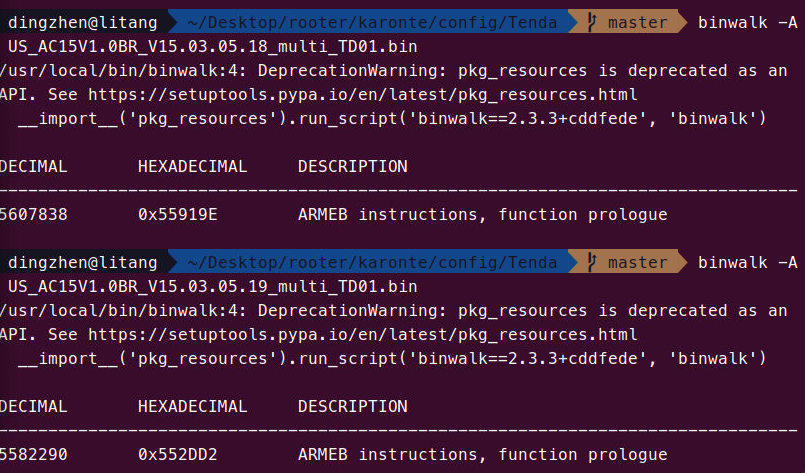 dingzhen@litang ~/Desktop/rooter/karonte/config/Tenda master binwalk -A
US_AC15V1.0BR_V15.03.05.18_multi_TD01.bin
/usr/local/bin/binwalk:4: DeprecationWarning: pkg_resources is deprecated as an
API. See https://setuptools.pypa.io/en/latest/pkg_resources.html
__import__('pkg_resources').run_script('binwalk==2.3.3+cddfede', 'binwalk')
DECIMAL HEXADECIMAL DESCRIPTION
--------------------------------------------------------------------------------
5607838 0x55919E ARMEB instructions, function prologue
dingzhen@litang ~/Desktop/rooter/karonte/config/Tenda master binwalk -A
US_AC15V1.0BR_V15.03.05.19_multi_TD01.bin
/usr/local/bin/binwalk:4: DeprecationWarning: pkg_resources is deprecated as an
API. See https://setuptools.pypa.io/en/latest/pkg_resources.html
__import__('pkg_resources').run_script('binwalk==2.3.3+cddfede', 'binwalk')
DECIMAL HEXADECIMAL DESCRIPTION
--------------------------------------------------------------------------------
5582290 0x552DD2 ARMEB instructions, function prologue